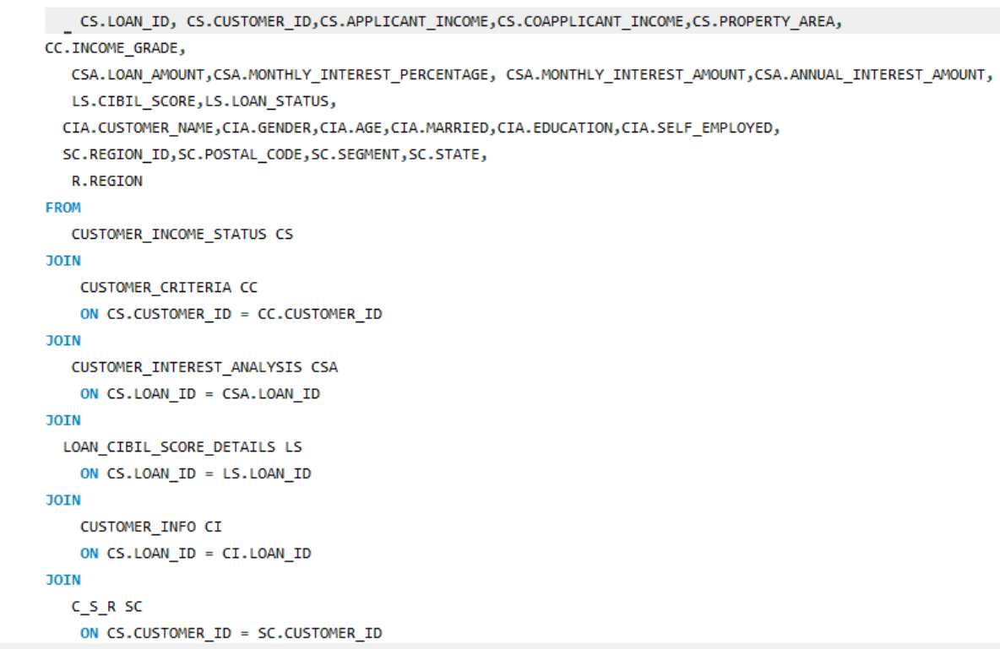 CS.LOAN_ID, CS.CUSTOMER_ID,CS.APPLICANT_INCOME,CS.COAPPLICANT_INCOME,CS.PROPERTY_AREA,
CC.INCOME_GRADE,
CSA.LOAN_AMOUNT,CSA.MONTHLY_INTEREST_PERCENTAGE, CSA.MONTHLY_INTEREST_AMOUNT,CSA.ANNUAL_INTEREST_AMOUNT,
LS.CIBIL_SCORE,LS.LOAN_STATUS,
CIA.CUSTOMER_NAME,CIA.GENDER,CIA.AGE,CIA.MARRIED,CIA.EDUCATION,CIA.SELF_EMPLOYED,
SC.REGION_ID,SC.POSTAL_CODE,SC.SEGMENT,SC.STATE,
R.REGION
FROM
CUSTOMER_INCOME_STATUS CS
JOIN
CUSTOMER_CRITERIA CC
ON CS.CUSTOMER_ID = CC.CUSTOMER_ID
JOIN
CUSTOMER_INTEREST_ANALYSIS CSA
ON CS.LOAN_ID = CSA.LOAN_ID
JOIN
LOAN_CIBIL_SCORE_DETAILS LS
ON CS.LOAN_ID = LS.LOAN_ID
JOIN
CUSTOMER_INFO CI
ON CS.LOAN_ID = CI.LOAN_ID
JOIN
C_S_R SC
ON CS.CUSTOMER_ID = SC.CUSTOMER_ID